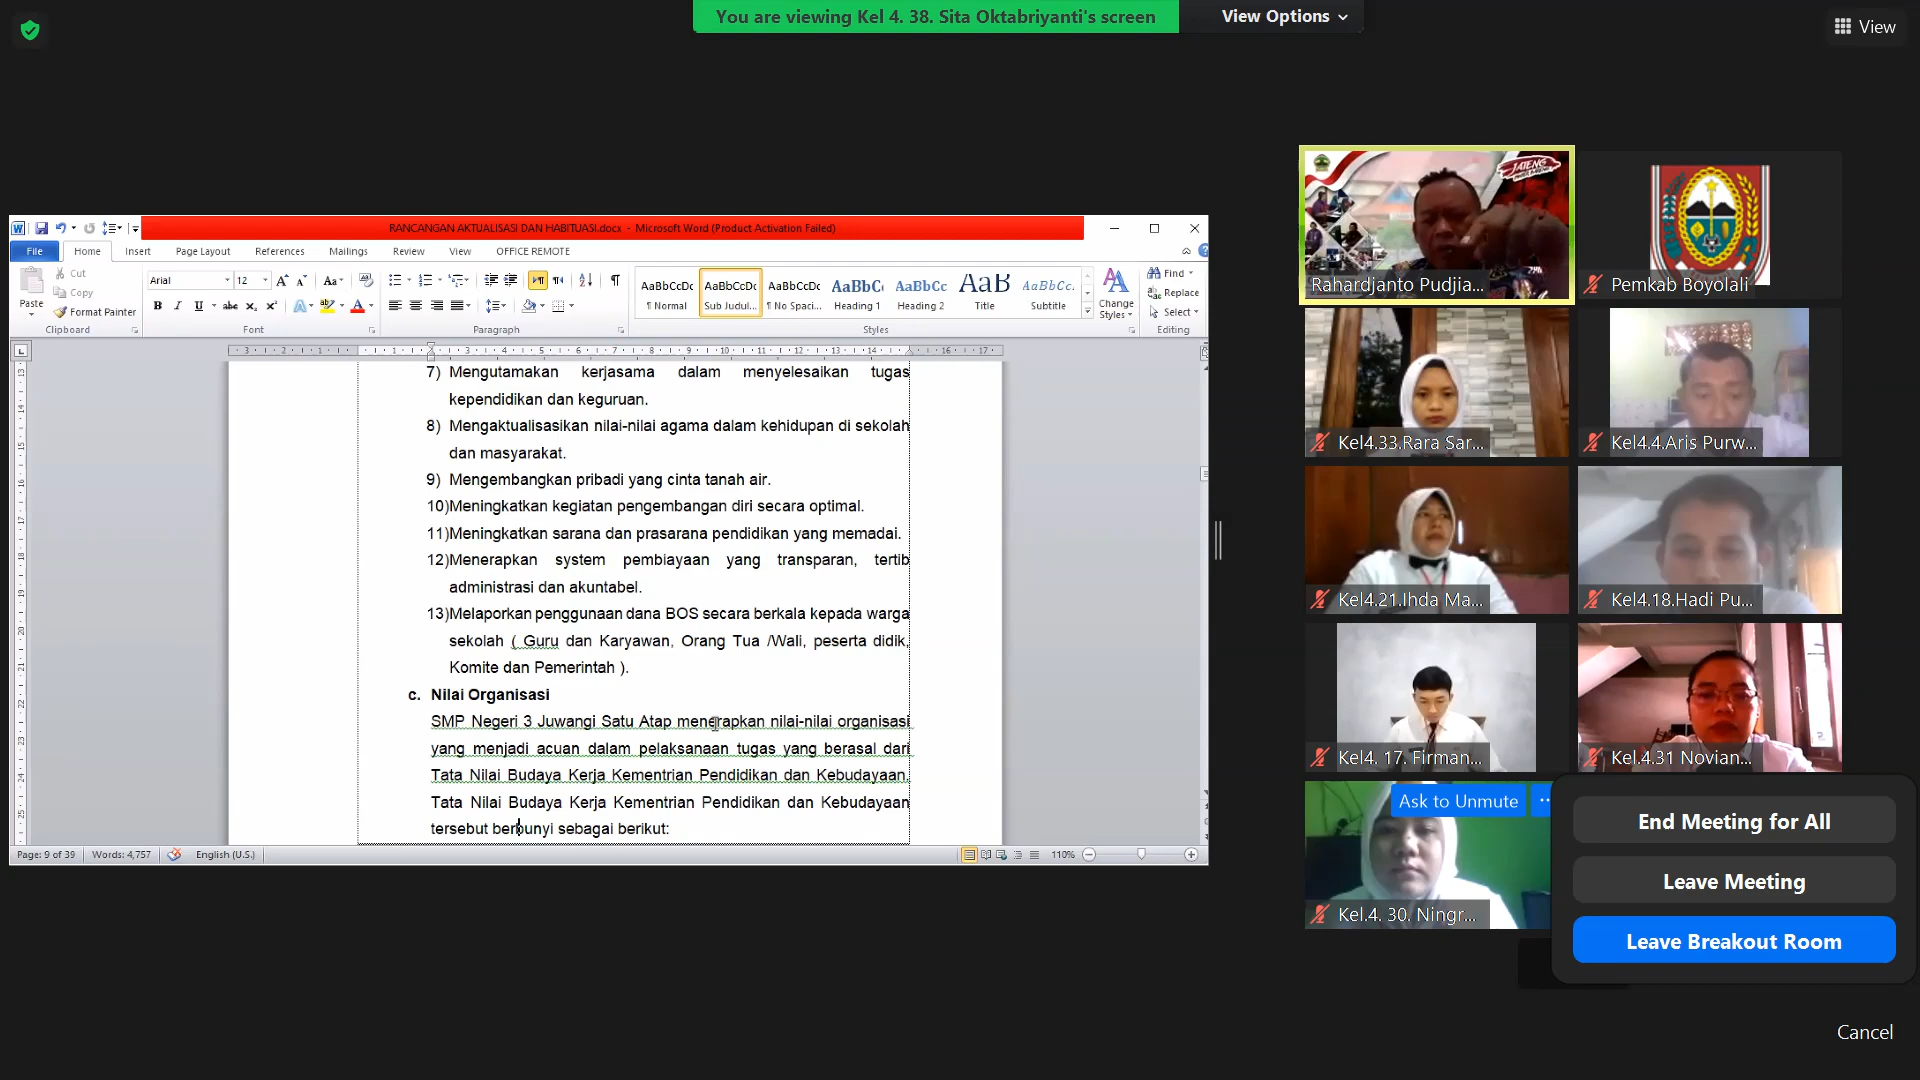 You are viewing Kel 4. 38. Sita Oktabriyanti's screen
View Options
View
RANCANGAN AKTUALISASI DAN HABITUASI.docx - Microsoft Word (Product Activation Failed)
File Home Insert Page Layout References Mailings Review View OFFICE REMOTE
Paste
Cut
Copy
Format Painter
Clipboard
Arial 12
Font
Paragraph
AaBbCcDc AaBbCcDc AaBbCcDc AaBbC AaBbCc AaB AaBbCc.
¶ Normal Sub Judul... ¶ No Spaci... Heading 1 Heading 2 Title Subtitle
Styles
Change Styles
Find
Replace
Select
Editing
7) Mengutamakan kerjasama dalam menyelesaikan tugas
kependidikan dan keguruan.
8) Mengaktualisasikan nilai-nilai agama dalam kehidupan di sekolah
dan masyarakat.
9) Mengembangkan pribadi yang cinta tanah air.
10)Meningkatkan kegiatan pengembangan diri secara optimal.
11)Meningkatkan sarana dan prasarana pendidikan yang memadai.
12)Menerapkan system pembiayaan yang transparan, tertib
administrasi dan akuntabel.
13)Melaporkan penggunaan dana BOS secara berkala kepada warga
sekolah ( Guru dan Karyawan, Orang Tua /Wali, peserta didik,
Komite dan Pemerintah ).
c. Nilai Organisasi
SMP Negeri 3 Juwangi Satu Atap menerapkan nilai-nilai organisasi
yang menjadi acuan dalam pelaksanaan tugas yang berasal dari
Tata Nilai Budaya Kerja Kementrian Pendidikan dan Kebudayaan.
Tata Nilai Budaya Kerja Kementrian Pendidikan dan Kebudayaan
tersebut berbunyi sebagai berikut:
Page: 9 of 39 Words: 4,757 English (U.S.) 110%
JATENG
Rahardjanto Pudjia...
Pemkab Boyolali
Kel4.33.Rara Sar...
Kel4.4.Aris Purw...
Kel4.21.Ihda Ma...
Kel4.18.Hadi Pu...
Kel4. 17. Firman...
Kel.4.31 Novian...
Ask to Unmute
Kel.4. 30. Ningr...
End Meeting for All
Leave Meeting
Leave Breakout Room
Cancel